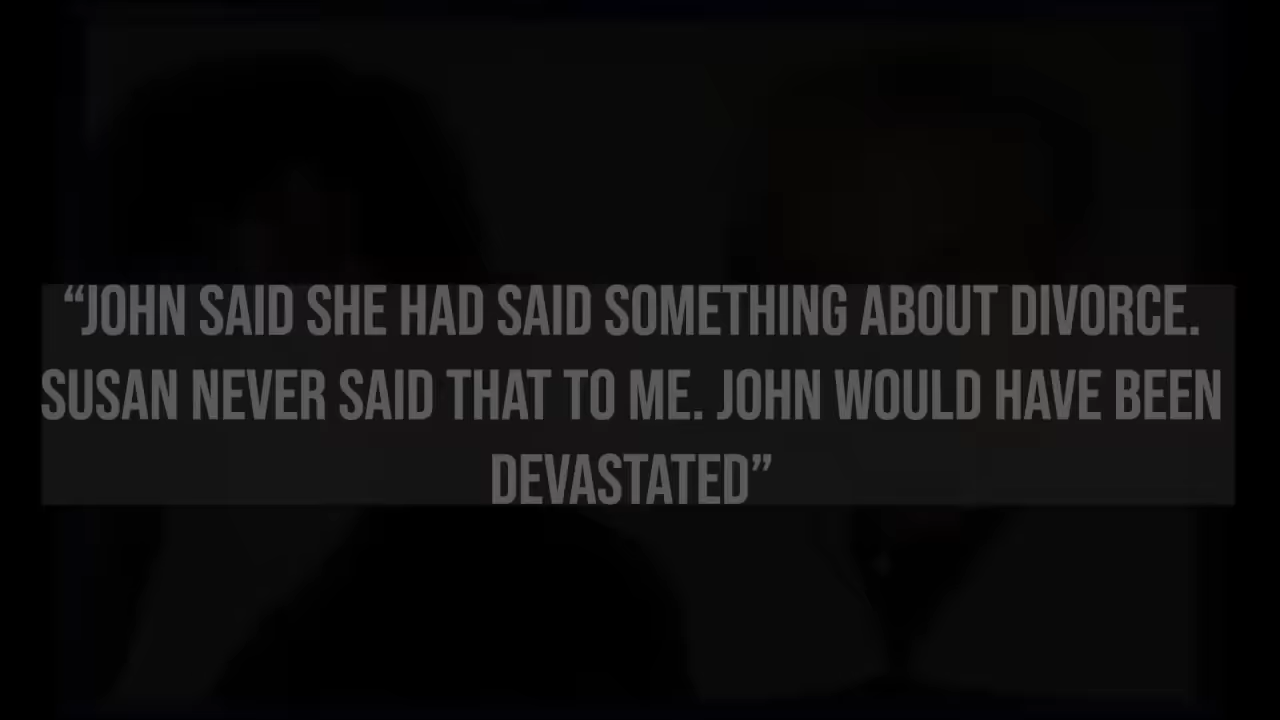 “JOHN SAID SHE HAD SAID SOMETHING ABOUT DIVORCE.
SUSAN NEVER SAID THAT TO ME. JOHN WOULD HAVE BEEN
DEVASTATED”